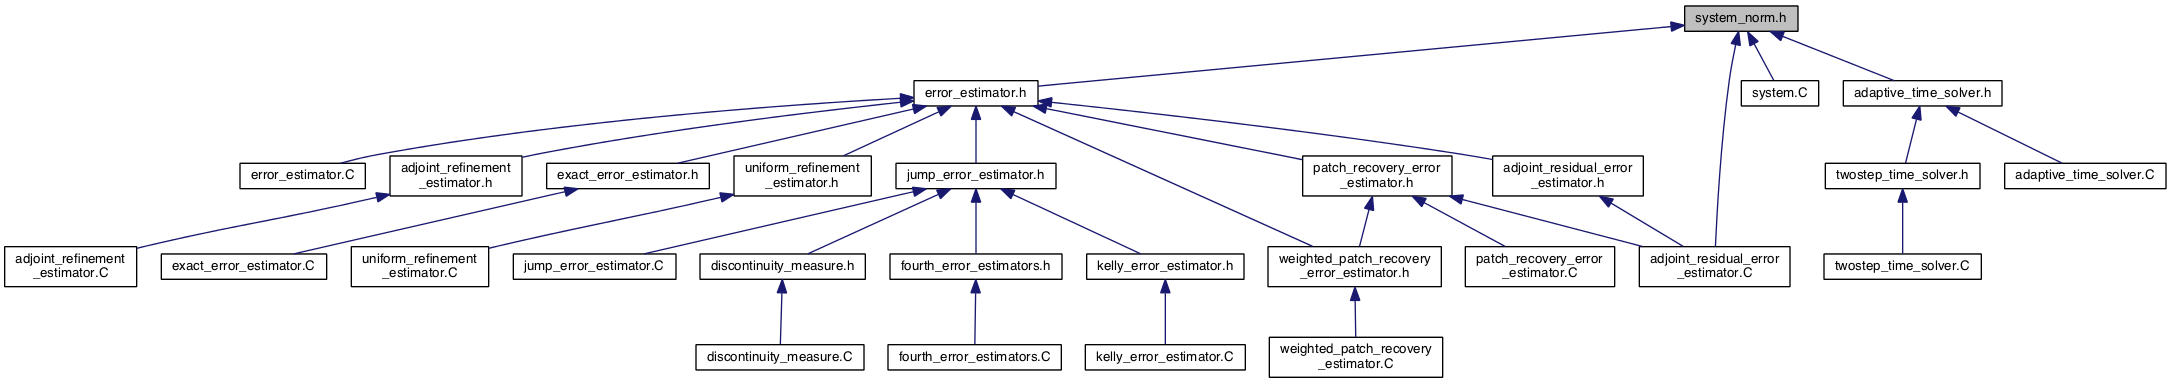 system_norm.h
error_estimator.h
system.C
adaptive_time_solver.h
error_estimator.C
adjoint_refinement
_estimator.h
exact_error_estimator.h
uniform_refinement
_estimator.h
jump_error_estimator.h
patch_recovery_error
_estimator.h
adjoint_residual_error
_estimator.h
twostep_time_solver.h
adaptive_time_solver.C
adjoint_refinement
_estimator.C
exact_error_estimator.C
uniform_refinement
_estimator.C
jump_error_estimator.C
discontinuity_measure.h
fourth_error_estimators.h
kelly_error_estimator.h
weighted_patch_recovery
_error_estimator.h
patch_recovery_error
_estimator.C
adjoint_residual_error
_estimator.C
twostep_time_solver.C
discontinuity_measure.C
fourth_error_estimators.C
kelly_error_estimator.C
weighted_patch_recovery
_estimator.C